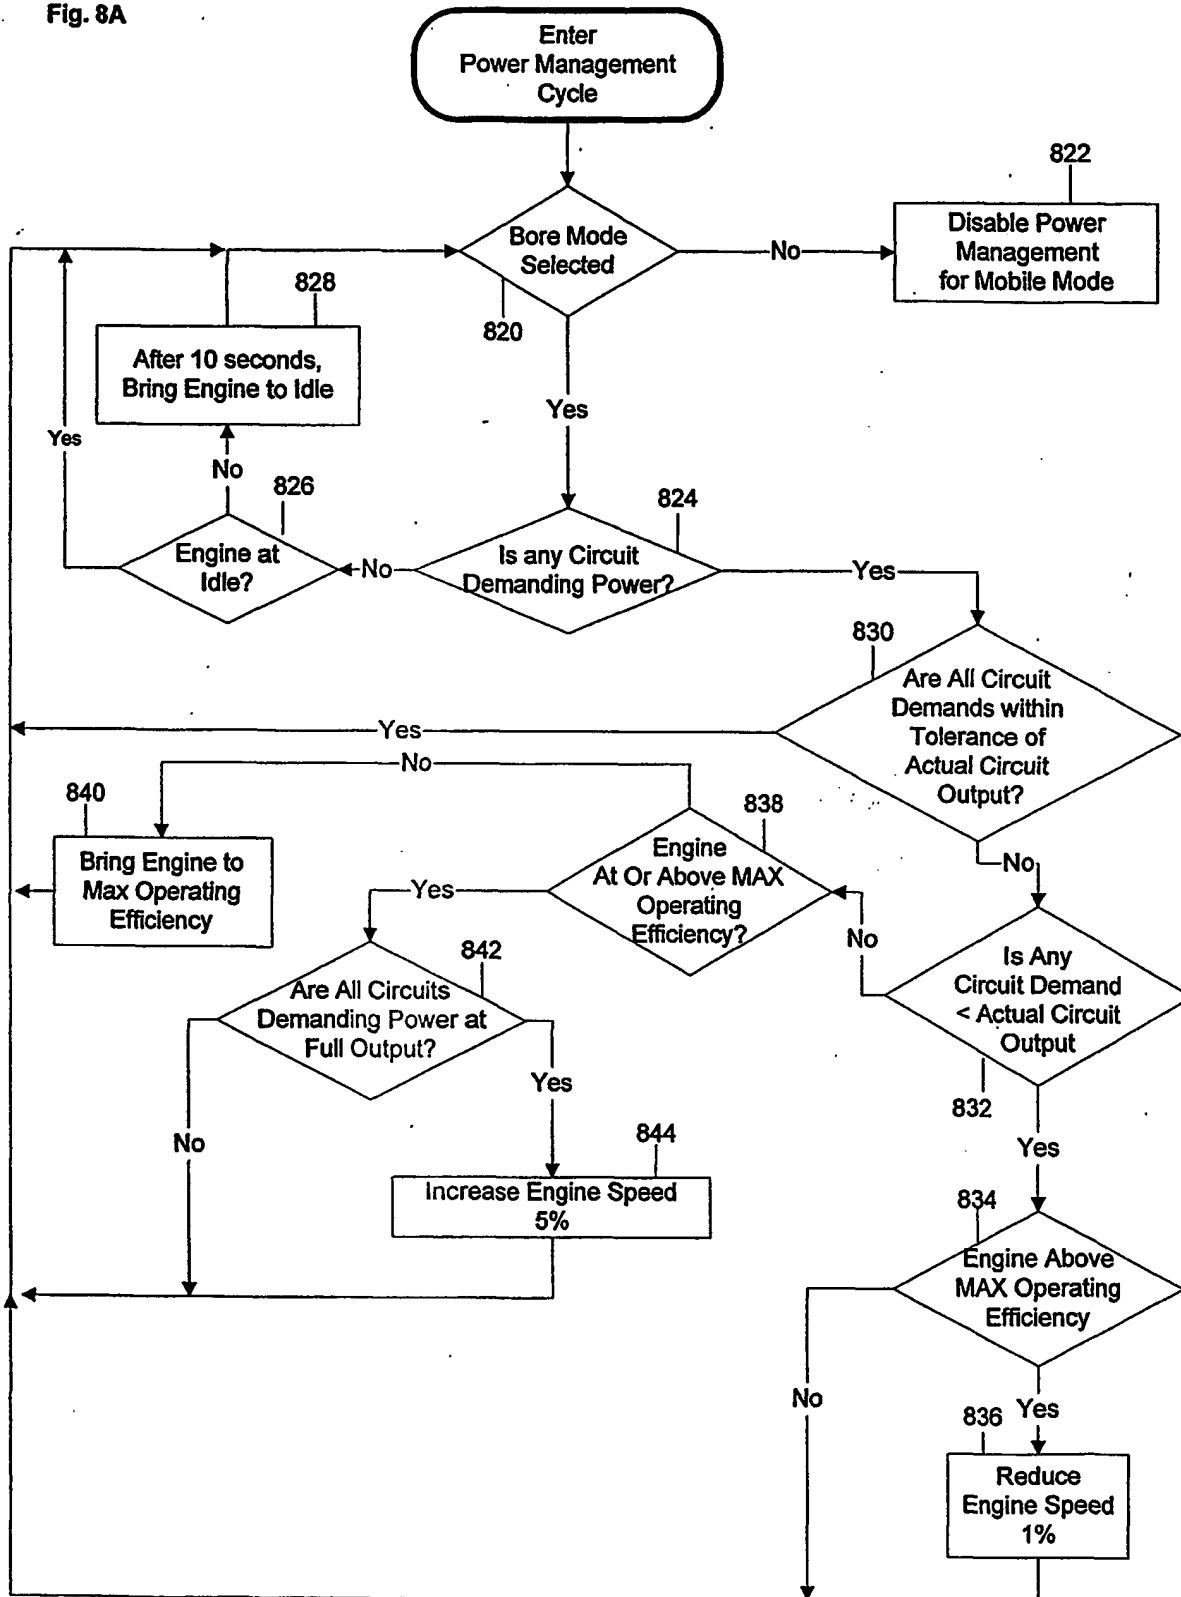 Fig. 8A
Enter
Power Management
Cycle
822
Bore Mode
Selected
No
Disable Power
Management
for Mobile Mode
828
820
After 10 seconds,
Bring Engine to Idle
Yes
Yes
No
826
824
Engine at
Idle?
No
Is any Circuit
Demanding Power?
Yes
830
Are All Circuit
Demands within
Tolerance of
Actual Circuit
Output?
Yes
No
840
838
Bring Engine to
Max Operating
Efficiency
Engine
At Or Above MAX
Operating
Efficiency?
No
Yes
No
842
Are All Circuits
Demanding Power at
Full Output?
Is Any
Circuit Demand
< Actual Circuit
Output
Yes
832
No
Yes
844
Increase Engine Speed
5%
834
Engine Above
MAX Operating
Efficiency
No
Yes
836
Reduce
Engine Speed
1%